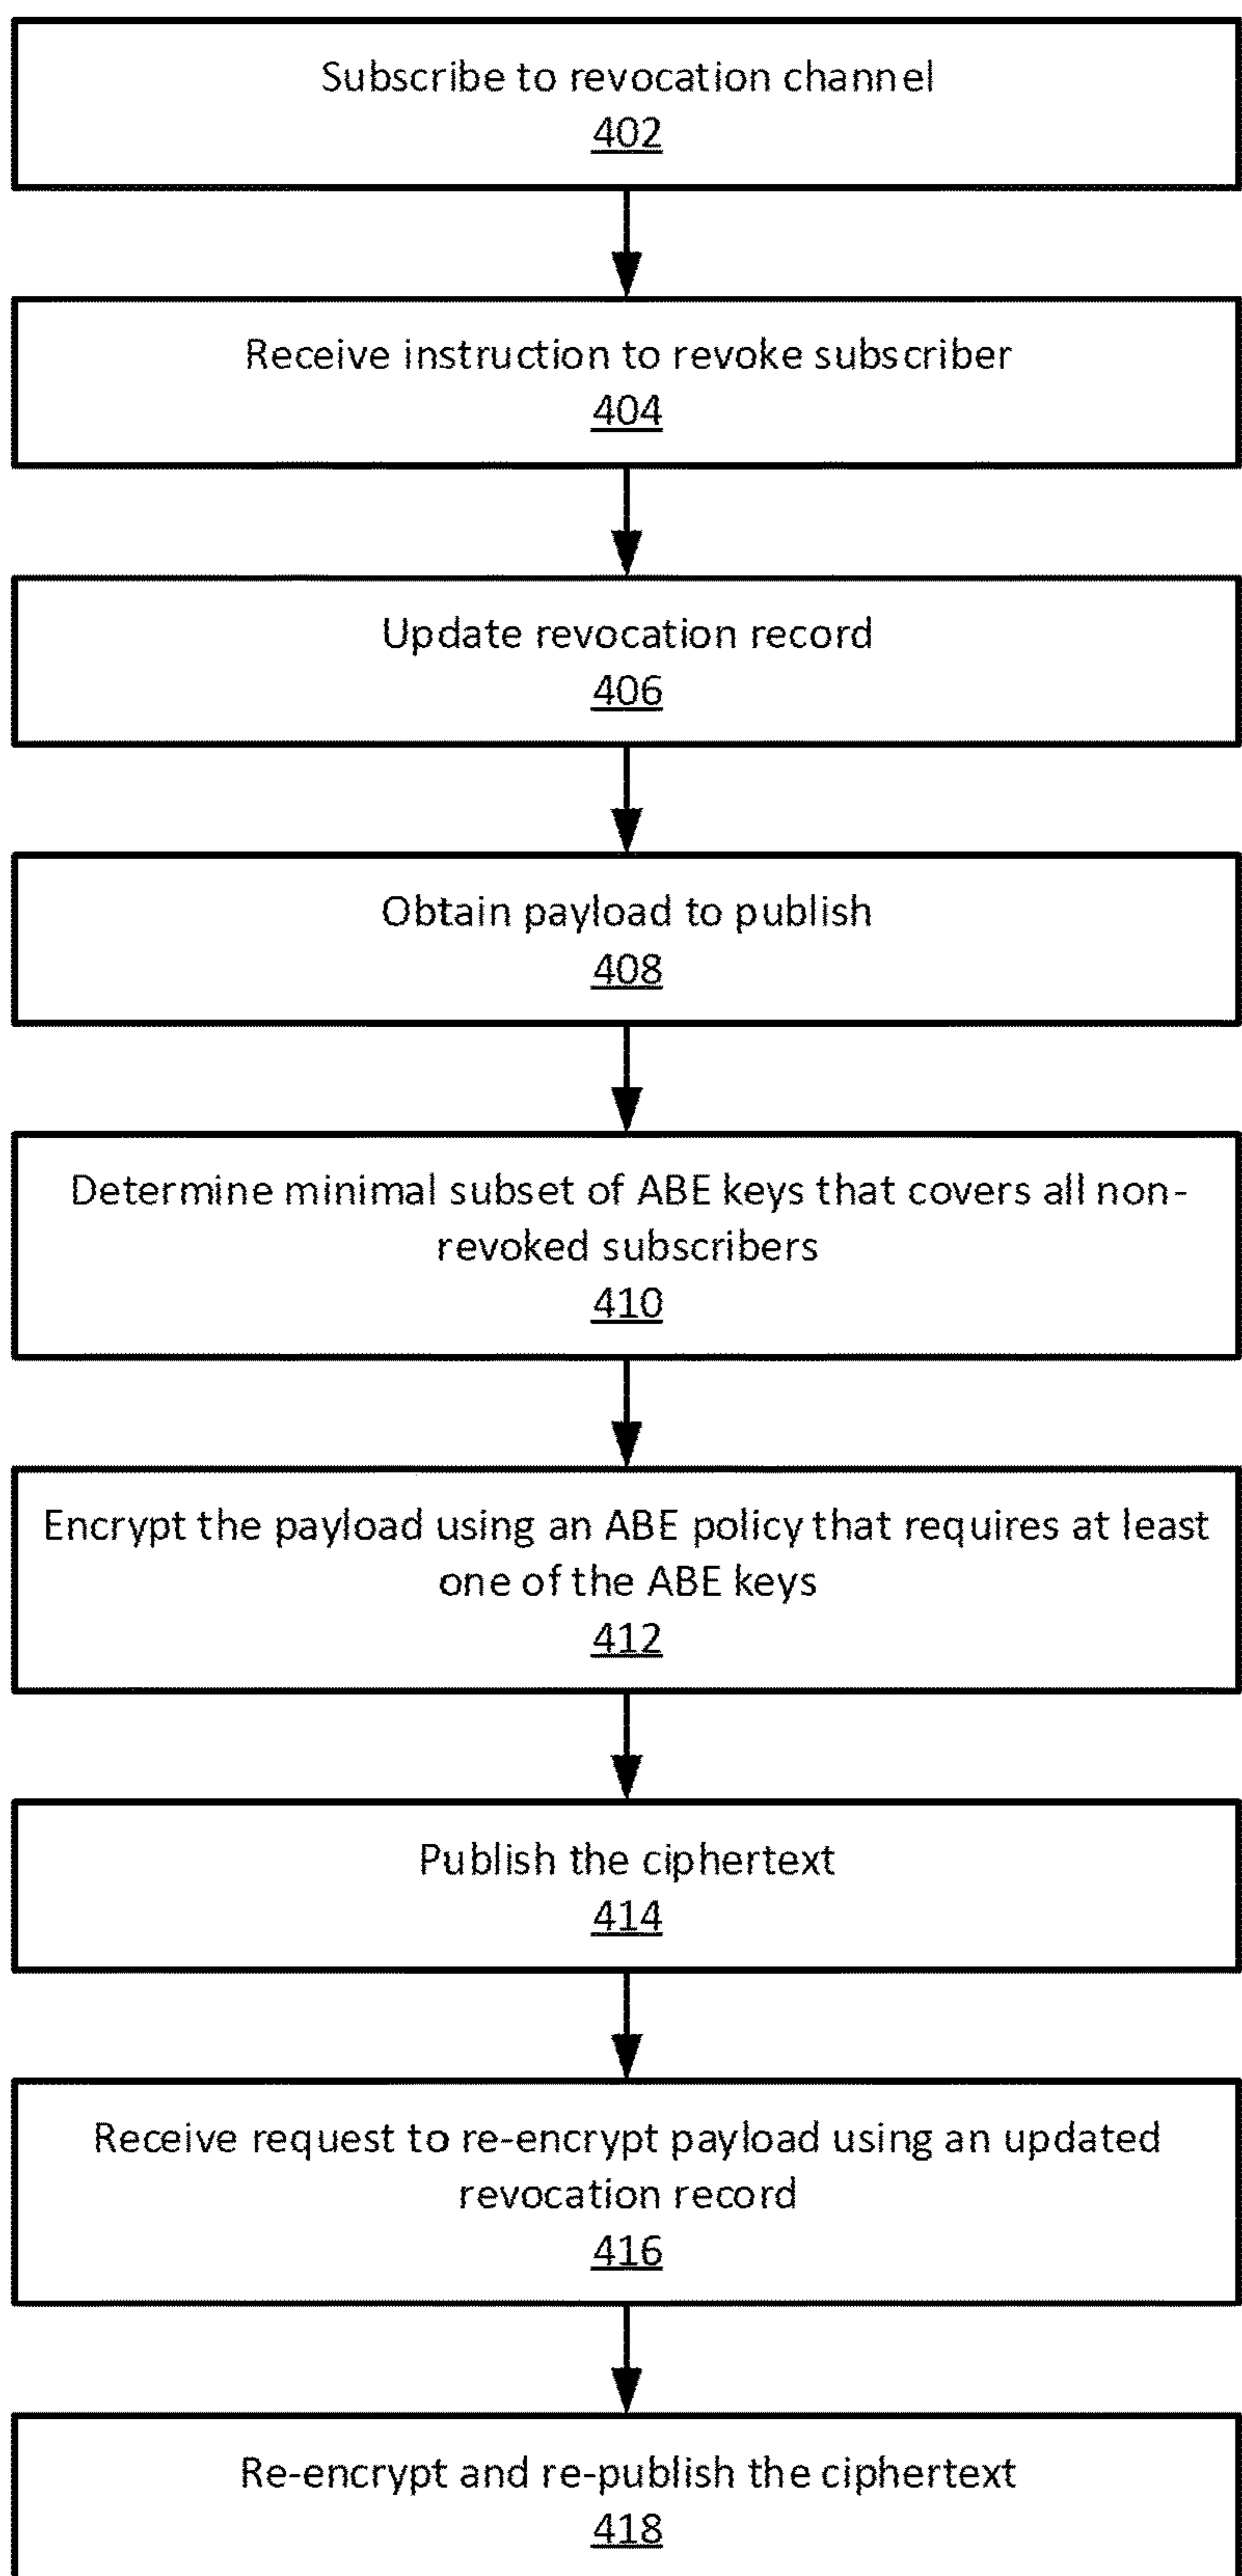 Subscribe to revocation channel
402
Receive instruction to revoke subscriber
404
Update revocation record
406
Obtain payload to publish
408
Determine minimal subset of ABE keys that covers all non-
revoked subscribers
410
Encrypt the payload using an ABE policy that requires at least
one of the ABE keys
412
Publish the ciphertext
414
Receive request to re-encrypt payload using an updated
revocation record
416
Re-encrypt and re-publish the ciphertext
418